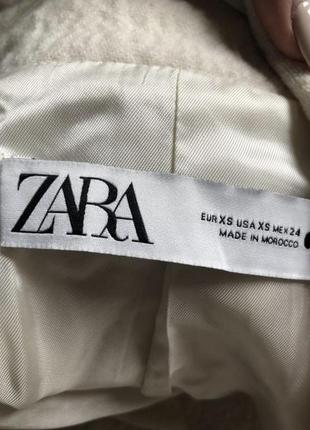 ZARA
EUR XS USA XS MEX 24
MADE IN MOROCCO